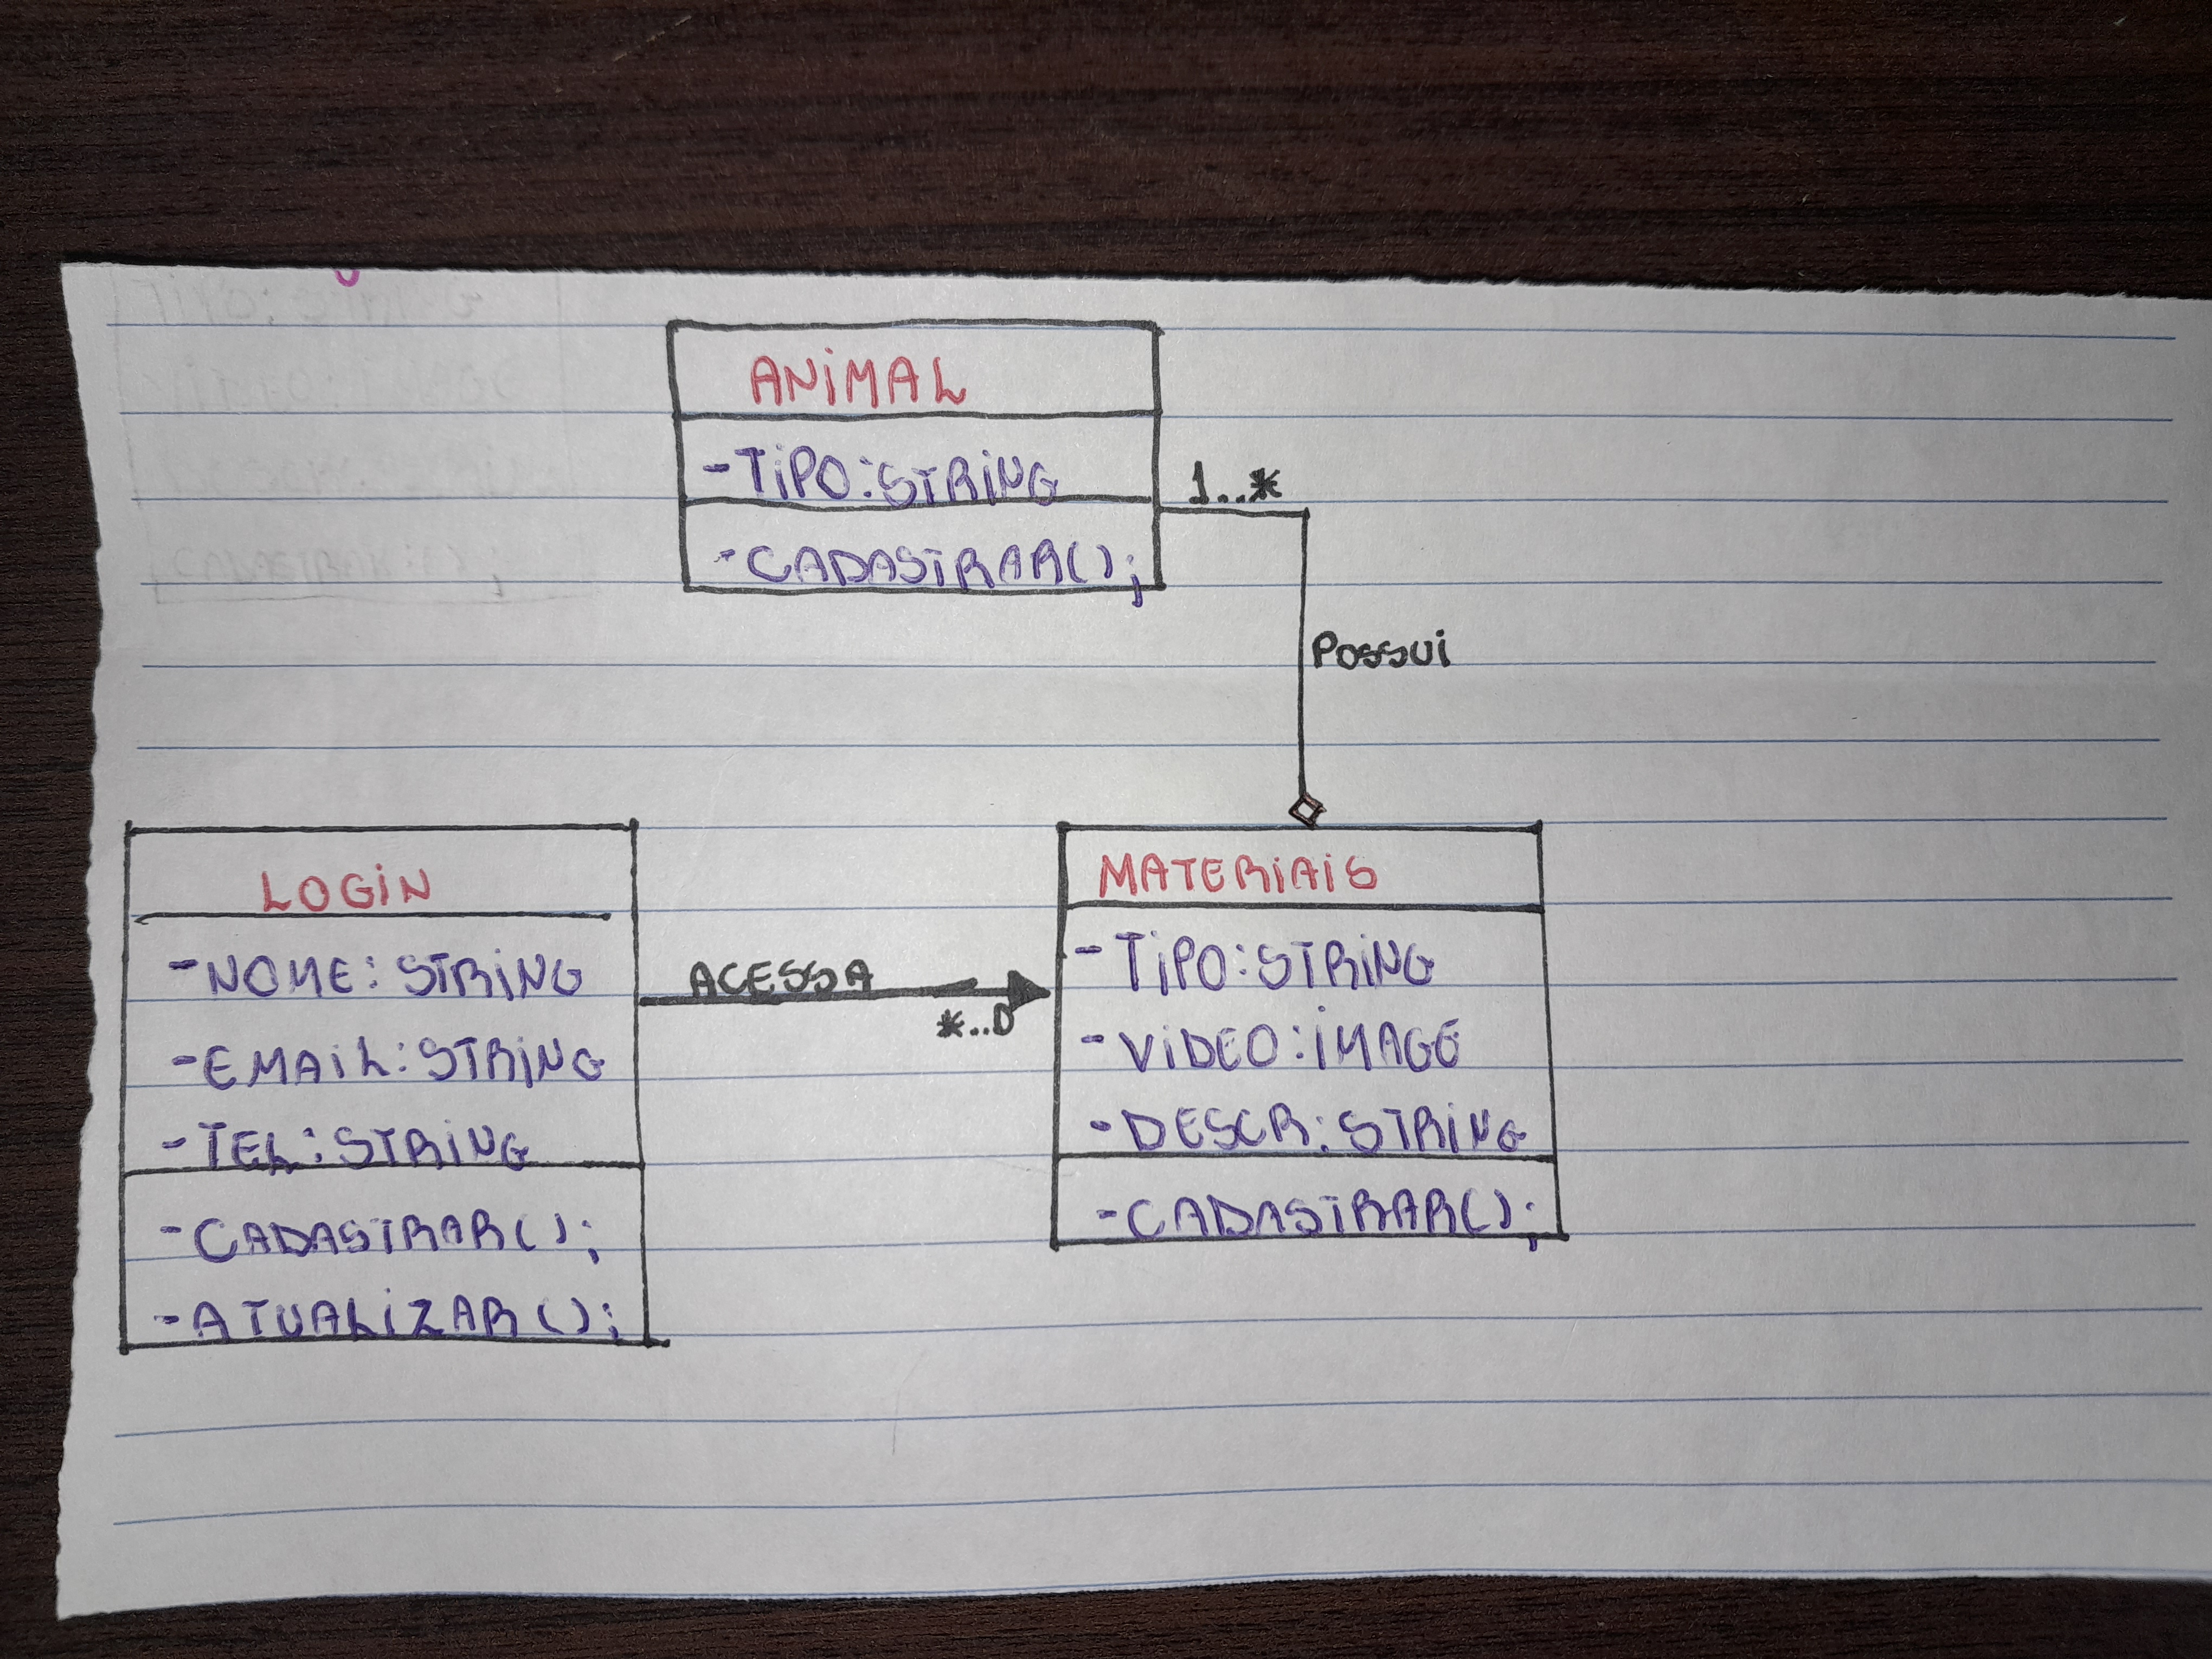 ANIMAL
-TIPO:STRING
-CADASTRAR();
1..*
Possui
LOGIN
-NOME:STRING
-EMAIL:STRING
-TEL:STRING
-CADASTRAR();
-ATUALIZAR();
ACESSA
*..0
MATERIAIS
-TIPO:STRING
-VIDEO:IMAGE
-DESCR:STRING
-CADASTRAR();